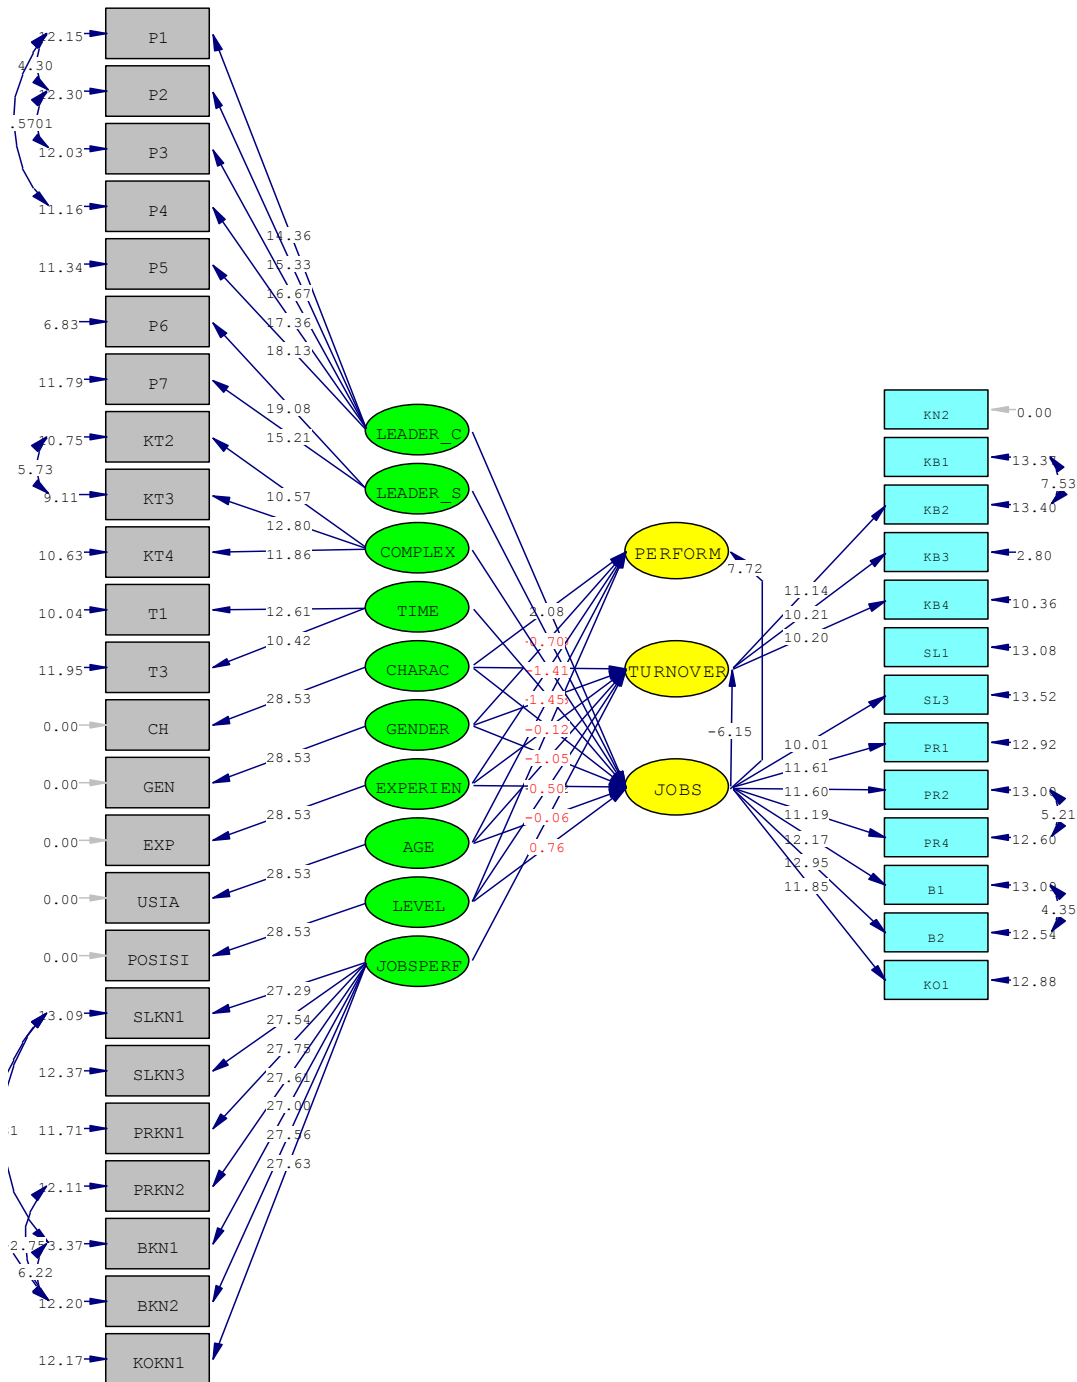 12.15 P1
4.30
12.30 P2
.5701
12.03 P3
11.16 P4
11.34 P5
6.83 P6
11.79 P7
10.75 KT2
5.73
9.11 KT3
10.63 KT4
10.04 T1
11.95 T3
0.00 CH
0.00 GEN
0.00 EXP
0.00 USIA
0.00 POSISI
13.09 SLKN1
12.37 SLKN3
11.71 PRKN1
12.11 PRKN2
3.37 BKN1
6.22
12.20 BKN2
12.17 KOKN1
14.36
15.33
16.67
17.36
18.13
19.08
15.21
10.57
12.80
11.86
12.61
10.42
28.53
28.53
28.53
28.53
28.53
27.29
27.54
27.75
27.61
27.00
27.56
27.63
LEADER_C
LEADER_S
COMPLEX
TIME
CHARAC
GENDER
EXPERIEN
AGE
LEVEL
JOBSPERF
2.08
-0.70
-1.41
-1.45
-0.12
-1.05
0.50
-0.06
0.76
PERFORM
7.72
TURNOVER
-6.15
JOBS
11.14
10.21
10.20
10.01
11.61
11.60
11.19
12.17
12.95
11.85
KN2 0.00
KB1 13.37
7.53
KB2 13.40
KB3 2.80
KB4 10.36
SL1 13.08
SL3 13.52
PR1 12.92
PR2 13.09
5.21
PR4 12.60
B1 13.09
4.35
B2 12.54
KO1 12.88